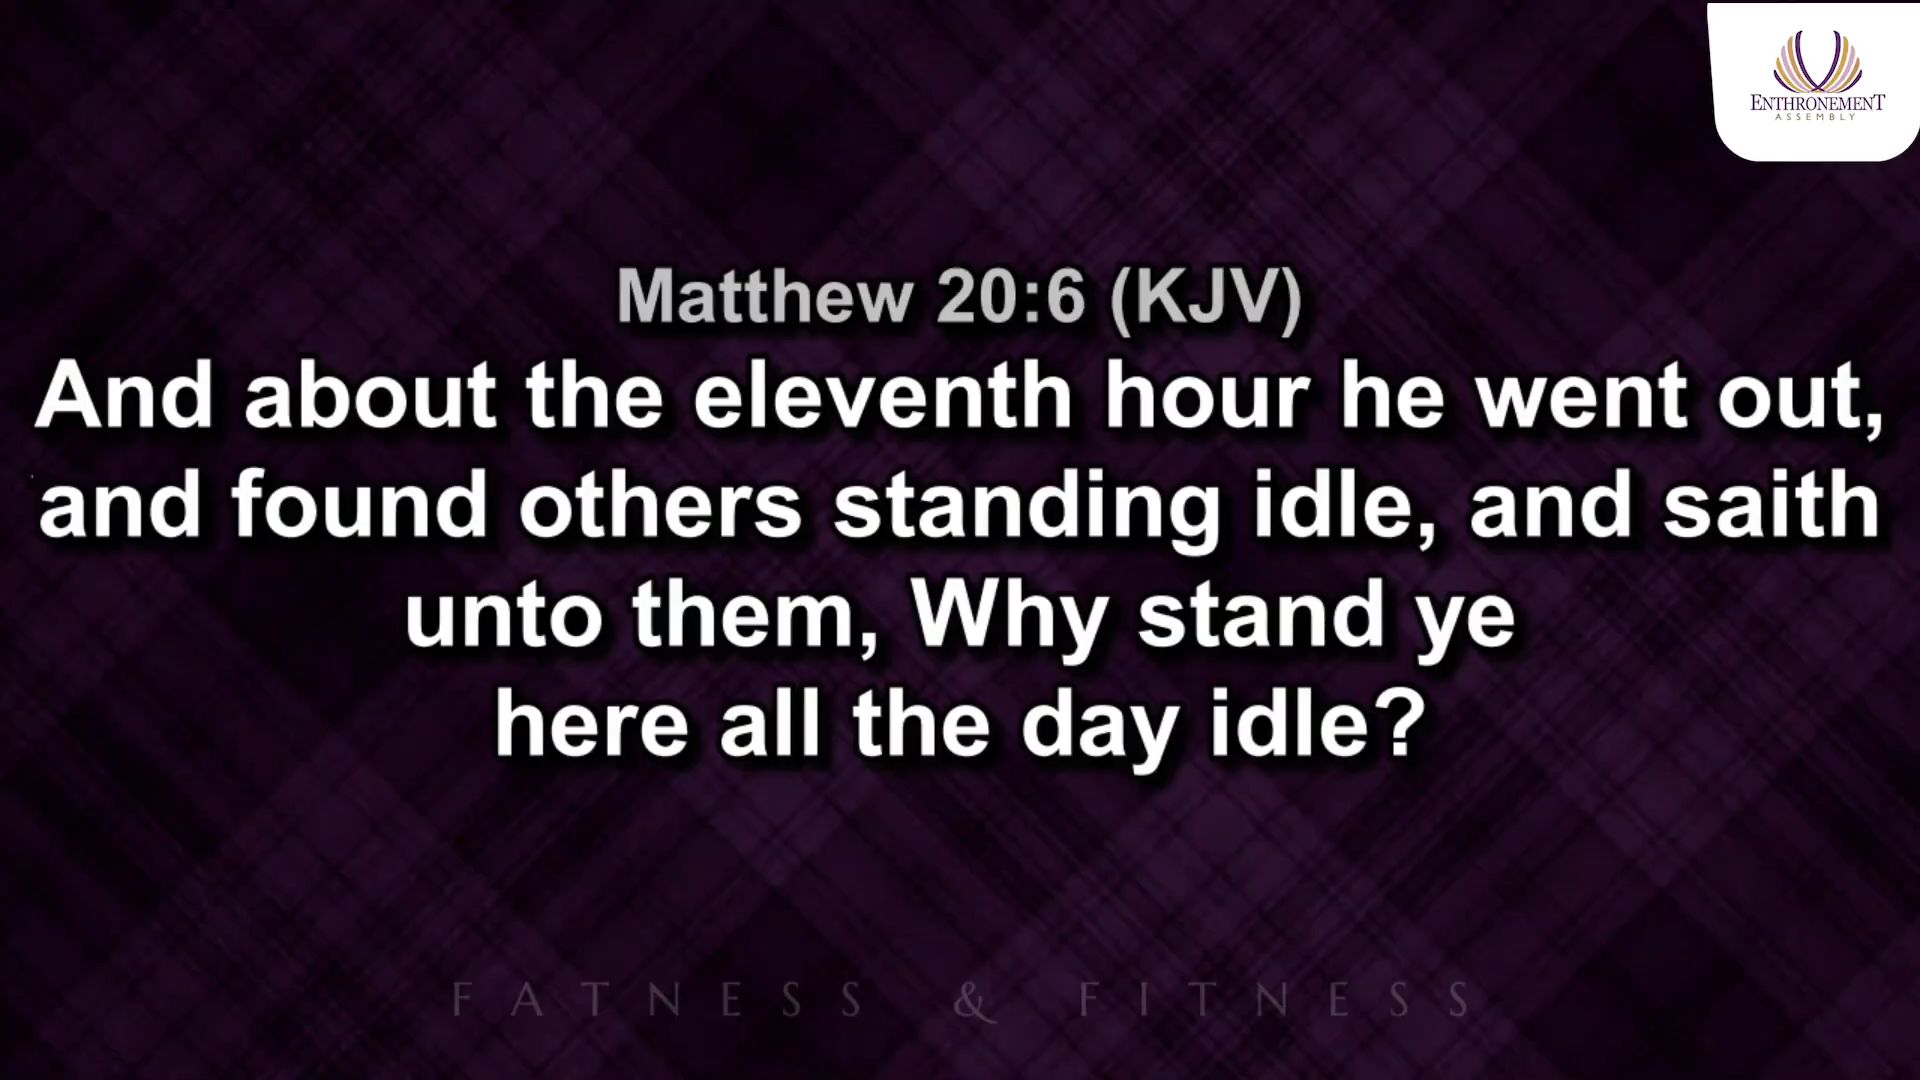 ENTHRONEMENT
ASSEMBLY
Matthew 20:6 (KJV)
And about the eleventh hour he went out,
and found others standing idle, and saith
unto them, Why stand ye
here all the day idle?
FATNESS & FITNESS